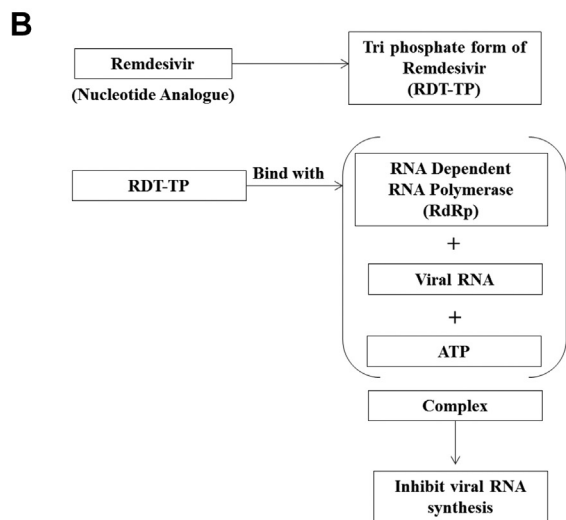 B
Remdesivir
(Nucleotide Analogue)
Tri phosphate form of
Remdesivir
(RDT-TP)
RDT-TP
Bind with
RNA Dependent
RNA Polymerase
(RdRp)
+
Viral RNA
+
ATP
Complex
Inhibit viral RNA
synthesis